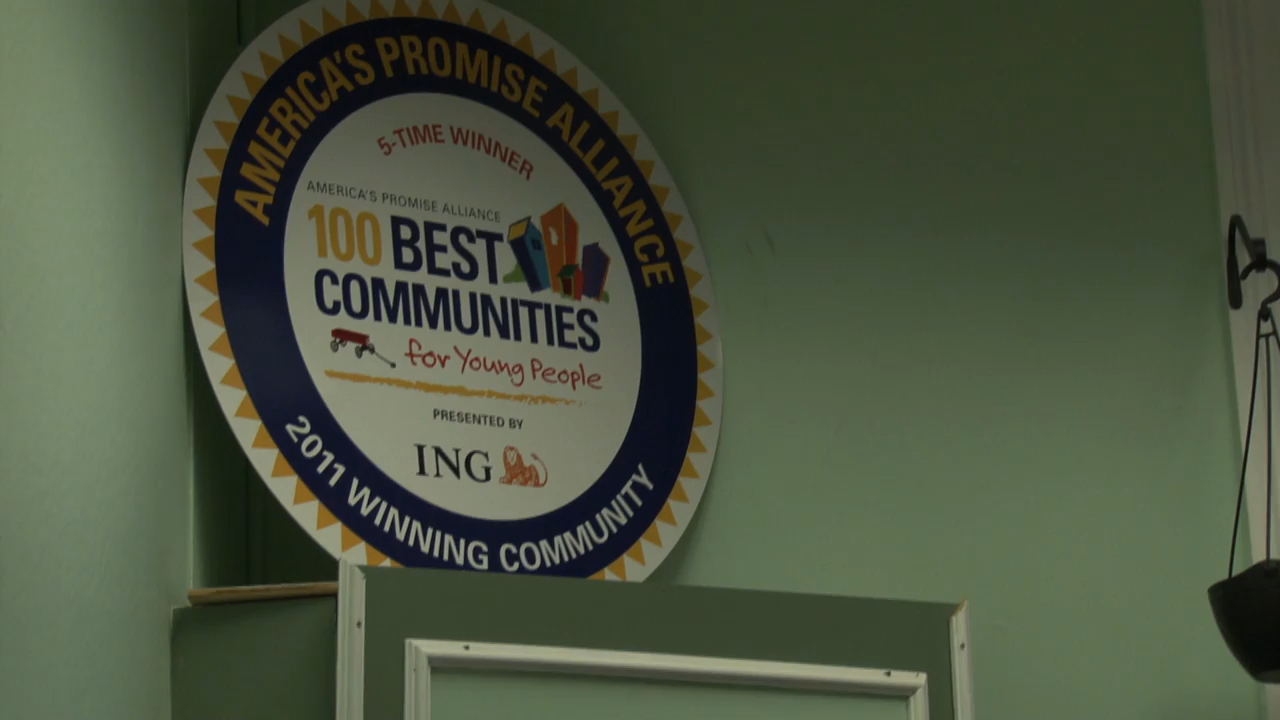 AMERICA'S PROMISE ALLIANCE
5-TIME WINNER
AMERICA'S PROMISE ALLIANCE
100 BEST
COMMUNITIES
for Young People
PRESENTED BY
ING
2011 WINNING COMMUNITY